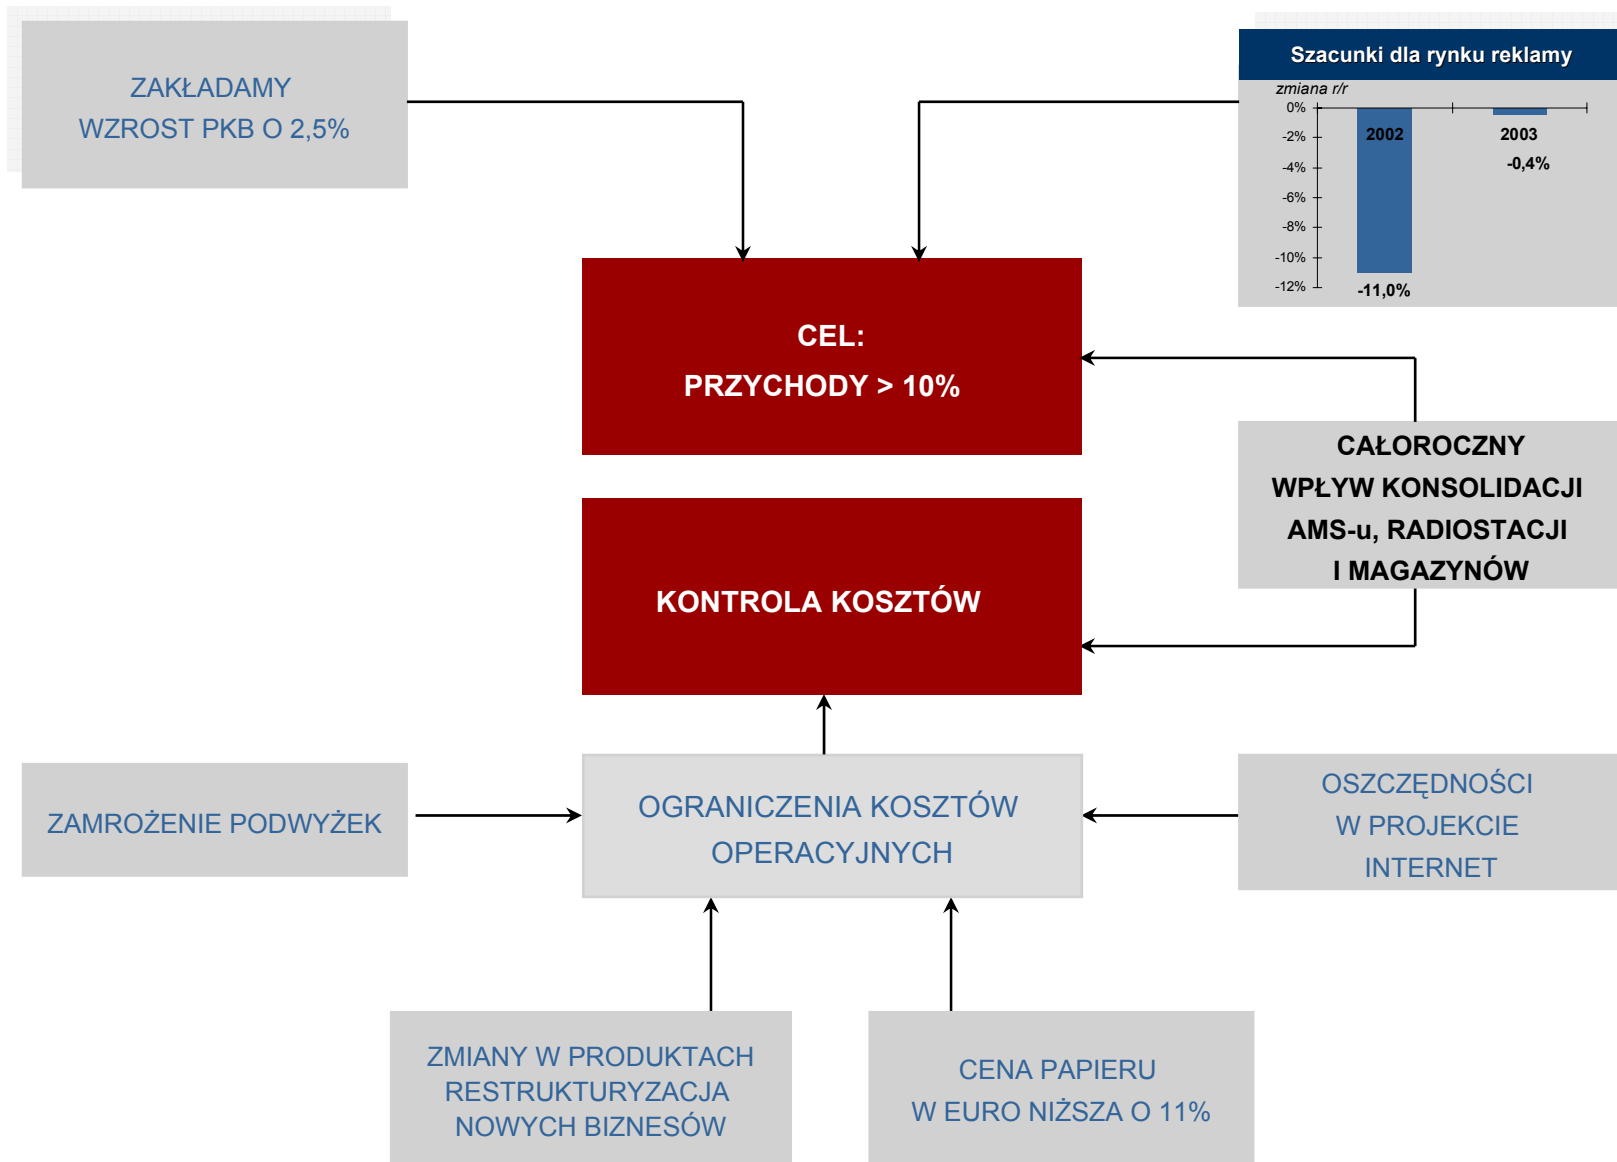 ZAKŁADAMY
WZROST PKB O 2,5%
Szacunki dla rynku reklamy
zmiana r/r
0%
-2%
-4%
-6%
-8%
-10%
-12%
2002
2003
-0,4%
-11,0%
CEL:
PRZYCHODY > 10%
CAŁOROCZNY
WPŁYW KONSOLIDACJI
AMS-u, RADIOSTACJI
I MAGAZYNÓW
KONTROLA KOSZTÓW
ZAMROŻENIE PODWYŻEK
OGRANICZENIA KOSZTÓW
OPERACYJNYCH
OSZCZĘDNOŚCI
W PROJEKCIE
INTERNET
ZMIANY W PRODUKTACH
RESTRUKTURYZACJA
NOWYCH BIZNESÓW
CENA PAPIERU
W EURO NIŻSZA O 11%